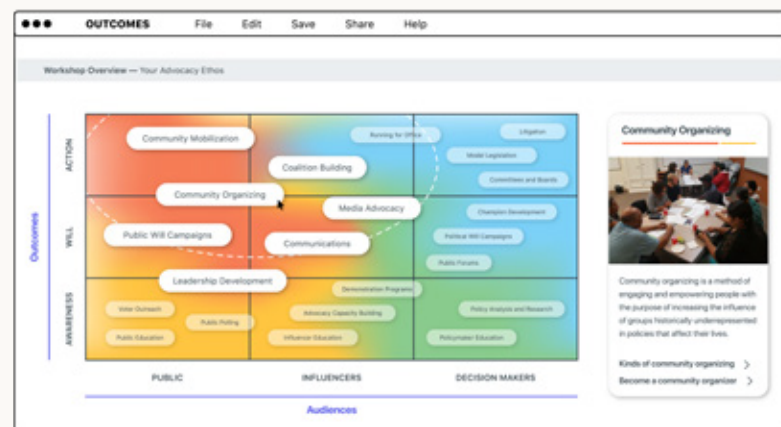 OUTCOMES File Edit Save Share Help
Workshop Overview — Your Advocacy Ethos
Outcomes
ACTION
WILL
AWARENESS
Community Mobilization
Running for Office
Litigation
Coalition Building
Model Legislation
Committees and Boards
Community Organizing
Media Advocacy
Champion Development
Public Will Campaigns
Communications
Political Will Campaigns
Public Forums
Leadership Development
Demonstration Programs
Voter Outreach
Advocacy Capacity Building
Policy Analysis and Research
Public Polling
Public Education
Influencer Education
Policymaker Education
PUBLIC INFLUENCERS DECISION MAKERS
Audiences
Community Organizing
Community organizing is a method of
engaging and empowering people with
the purpose of increasing the influence
of groups historically underrepresented
in policies that affect their lives.
Kinds of community organizing
Become a community organizer